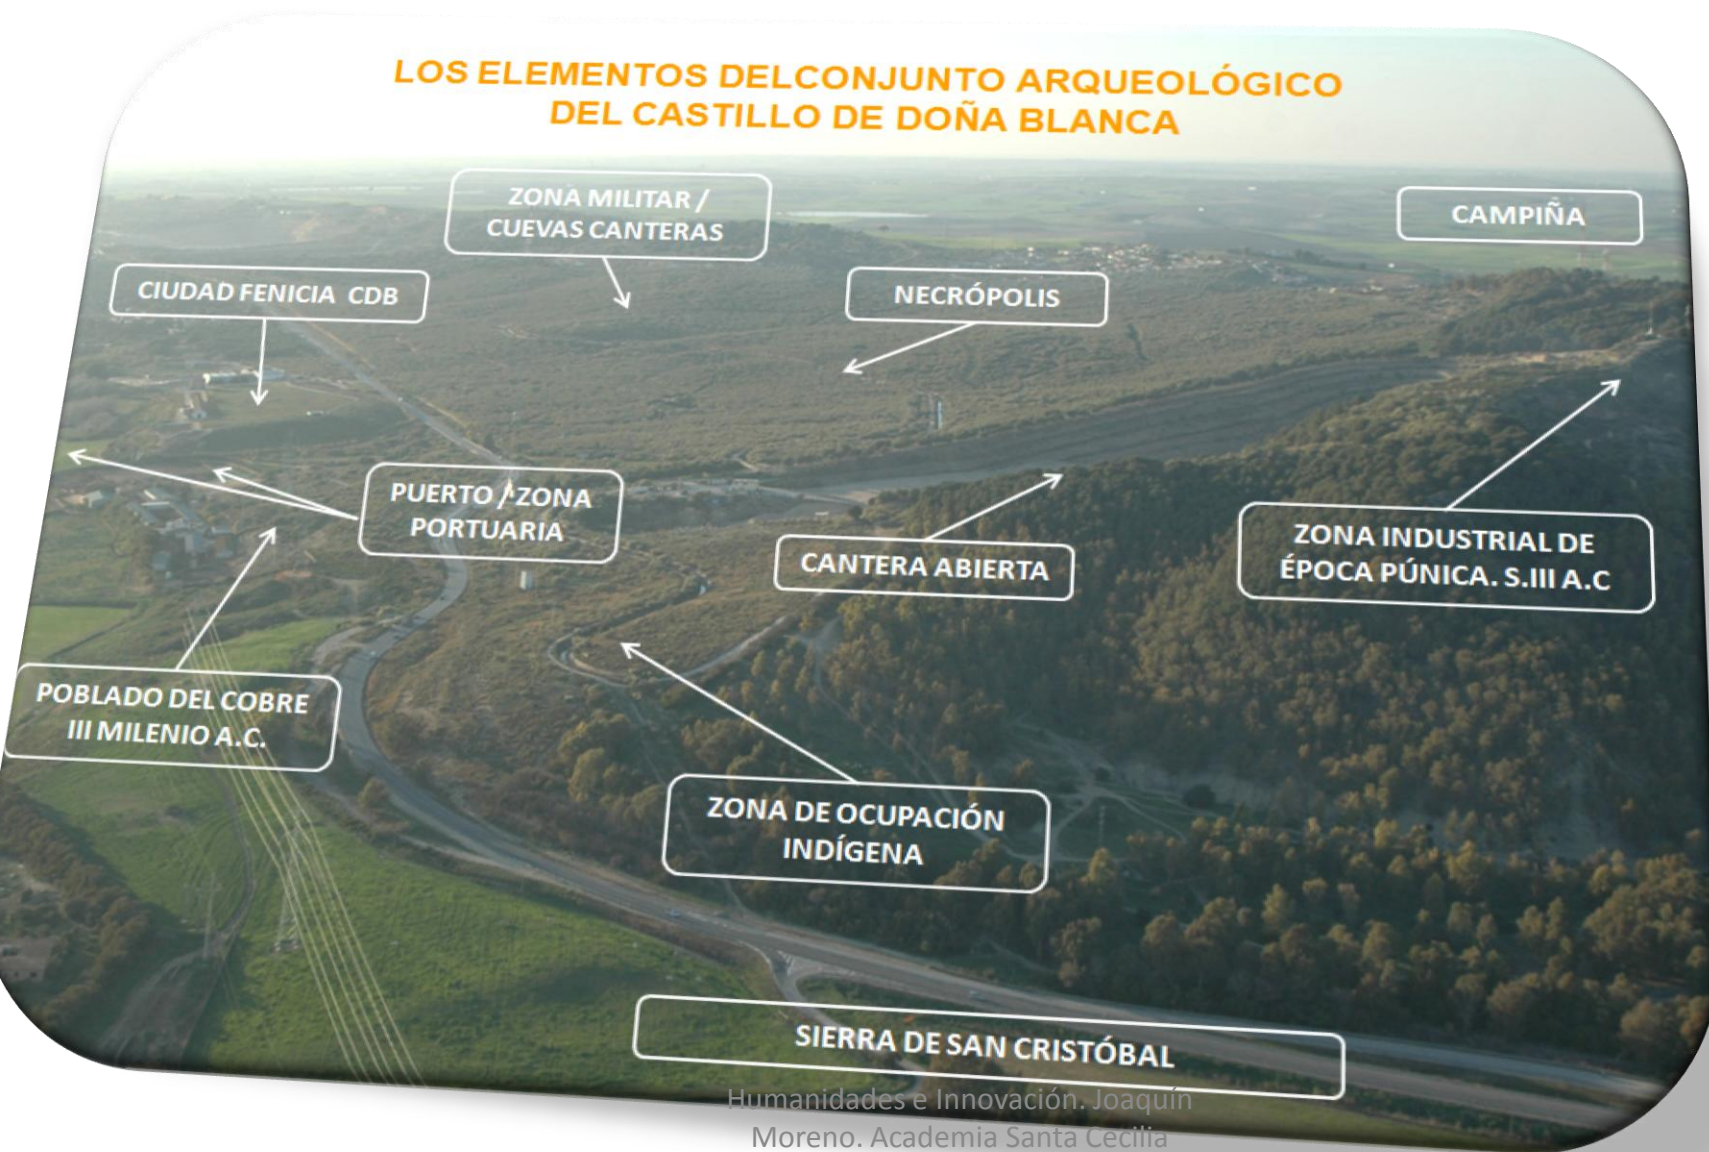 LOS ELEMENTOS DELCONJUNTO ARQUEOLÓGICO
DEL CASTILLO DE DOÑA BLANCA
ZONA MILITAR /
CUEVAS CANTERAS
CAMPIÑA
CIUDAD FENICIA CDB
NECRÓPOLIS
PUERTO / ZONA
PORTUARIA
CANTERA ABIERTA
ZONA INDUSTRIAL DE
ÉPOCA PÚNICA. S.III A.C
POBLADO DEL COBRE
III MILENIO A.C.
ZONA DE OCUPACIÓN
INDÍGENA
SIERRA DE SAN CRISTÓBAL
Humanidades e Innovación. Joaquín
Moreno. Academia Santa Cecilia